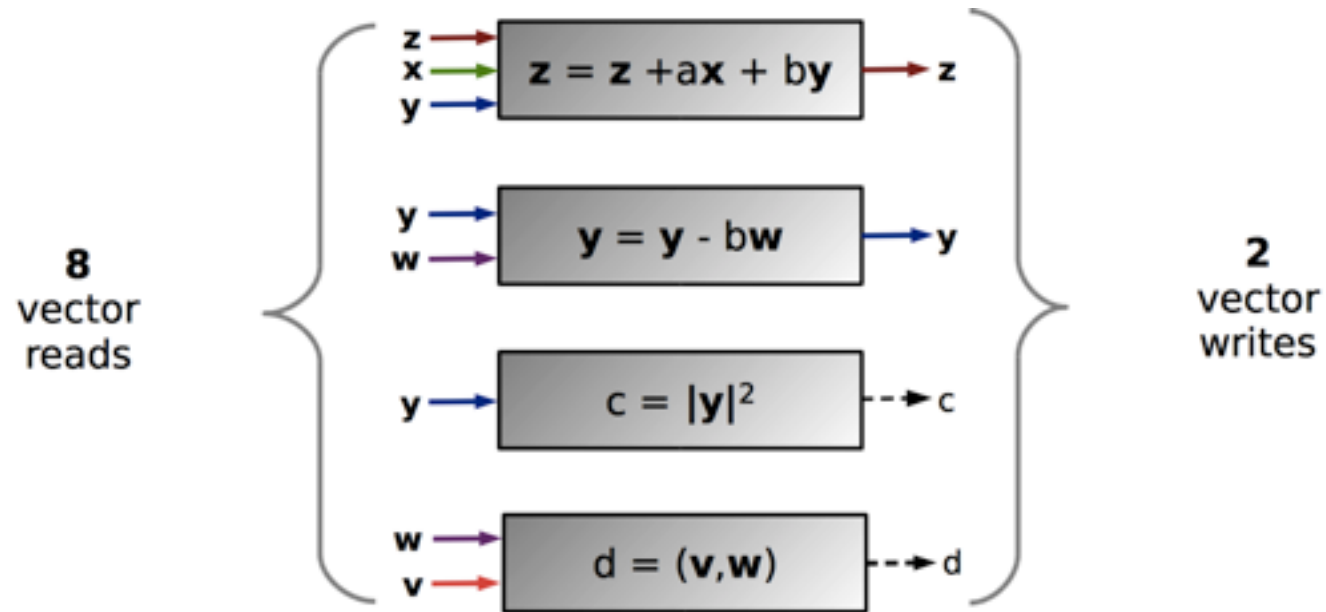 z
x
y
z = z +ax + by
z
y
w
y = y - bw
y
8
vector
reads
2
vector
writes
y
c = |y|²
c
w
v
d = (v,w)
d